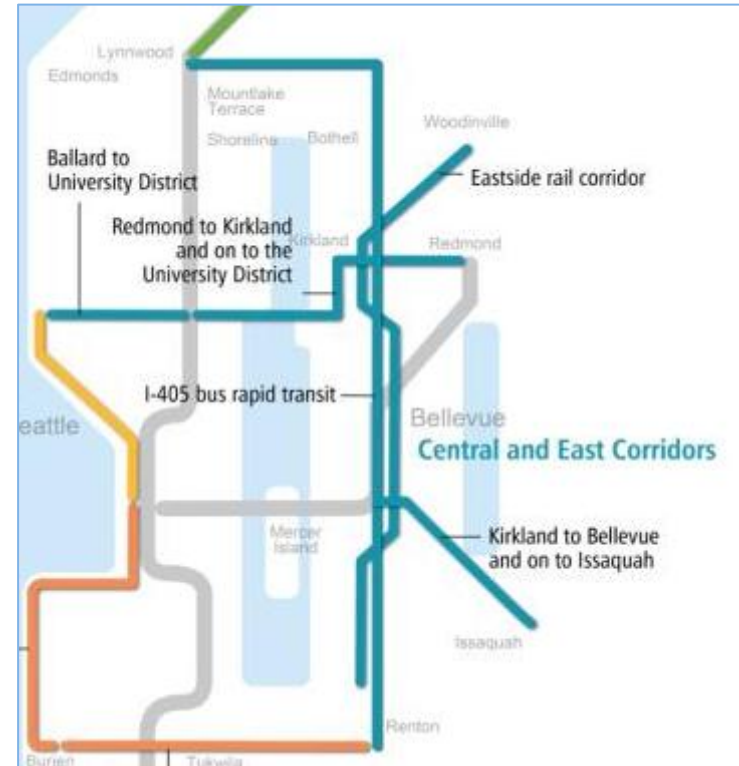 Lynnwood
Edmonds
Mountlake
Terrace
Shoreline
Bothell
Woodinville
Ballard to
University District
Eastside rail corridor
Redmond to Kirkland
and on to the
University District
Kirkland
Redmond
I-405 bus rapid transit
eattle
Bellevue
Central and East Corridors
Mercer
Island
Kirkland to Bellevue
and on to Issaquah
Issaquah
Renton
Burien
Tukwila